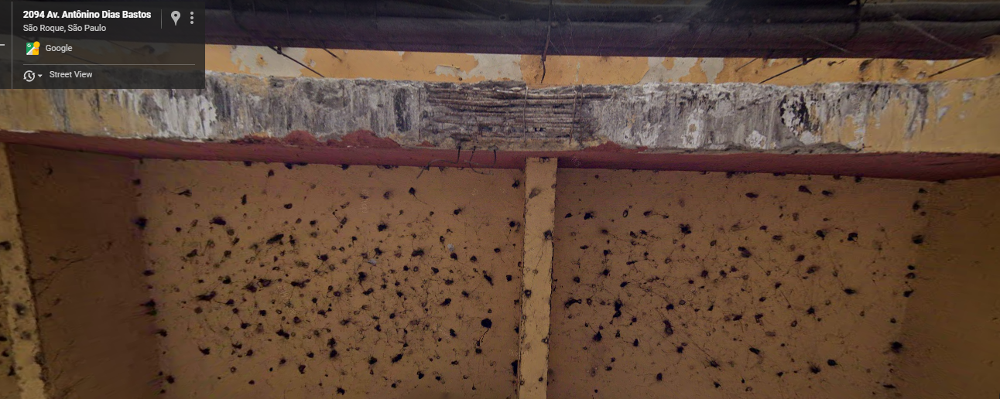 2094 Av. Antônino Dias Bastos
São Roque, São Paulo
Google
Street View